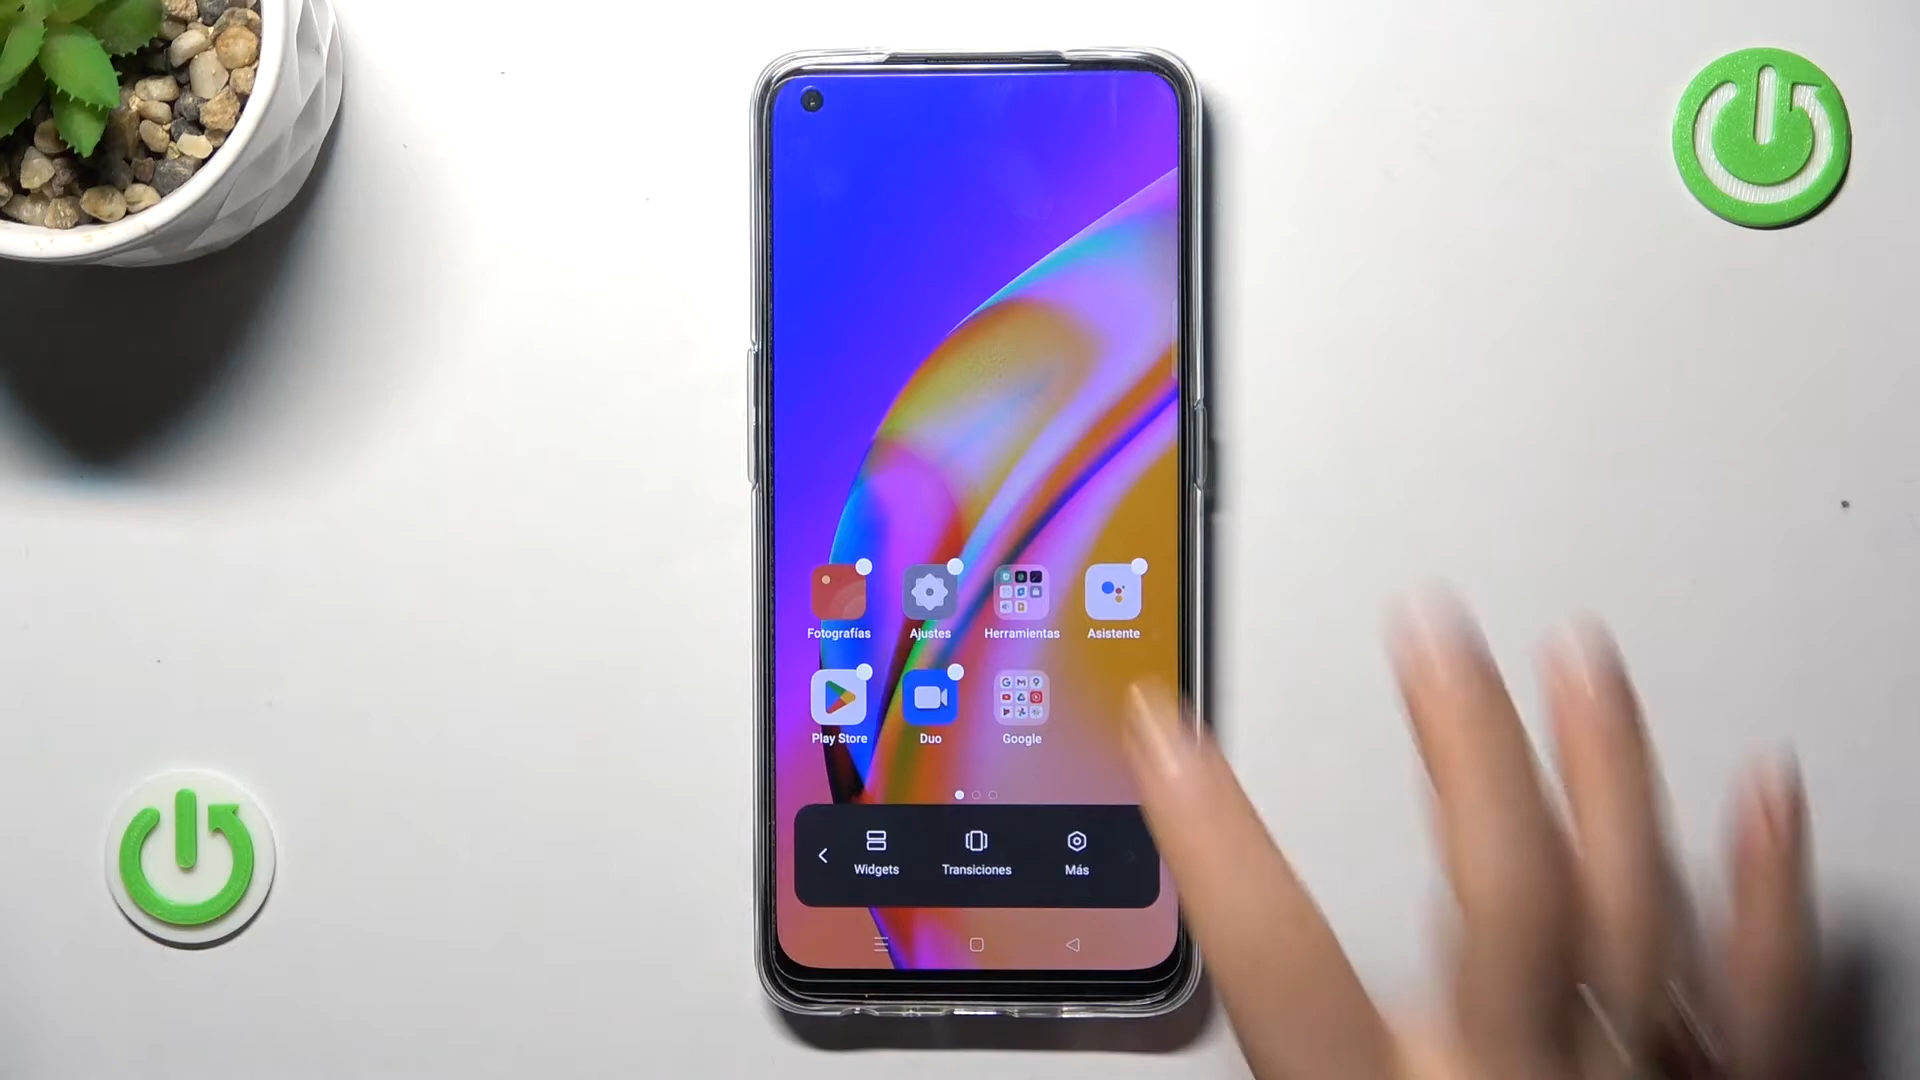 Fotografías Ajustes Herramientas Asistente
Play Store Duo Google
Widgets Transiciones Más